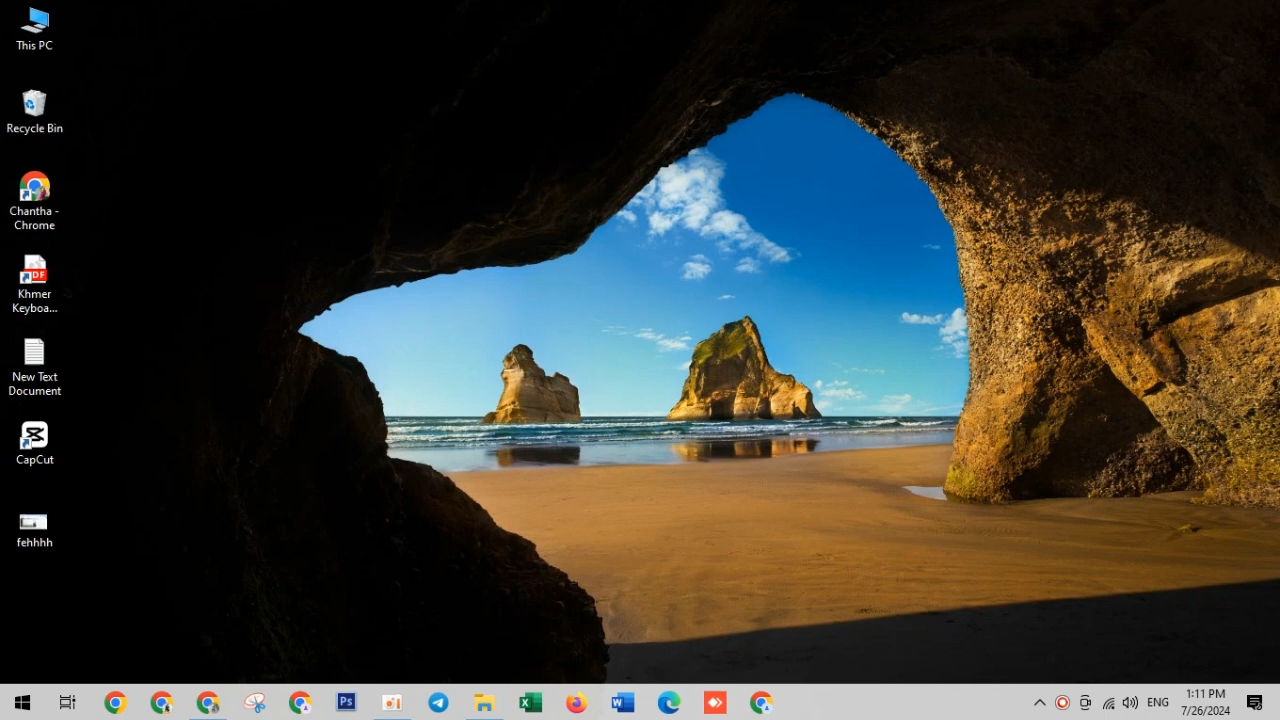 This PC
Recycle Bin
Chantha -
Chrome
Khmer
Keyboa...
New Text
Document
CapCut
fehhhh
ENG
1:11 PM
7/26/2024